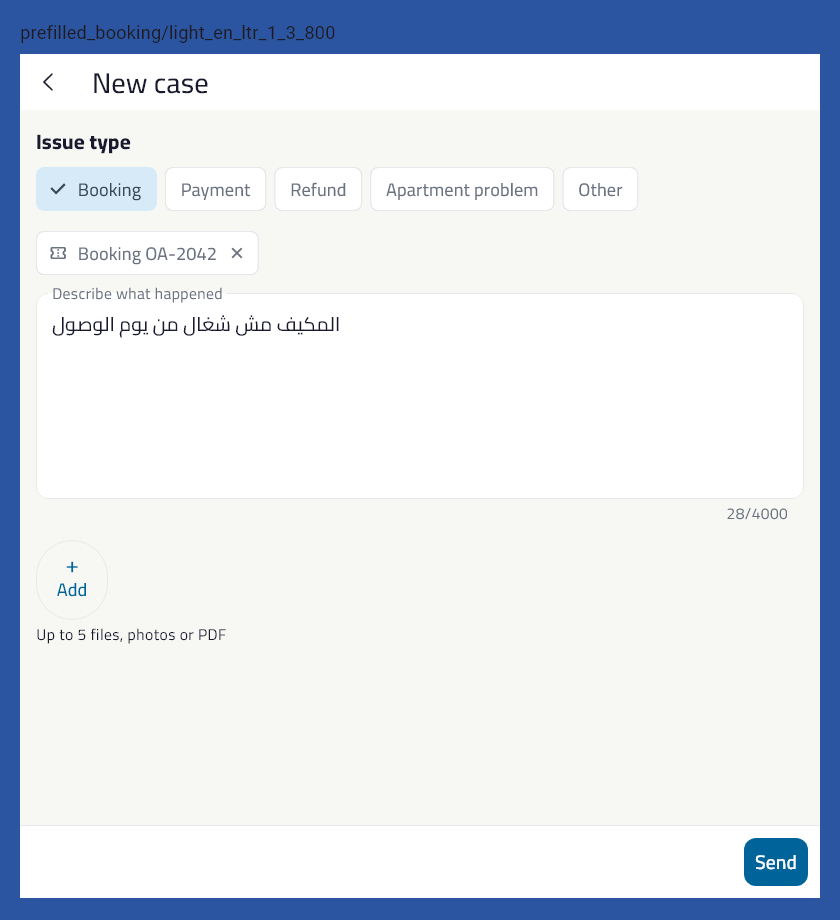 prefilled_booking/light_en_ltr_1_3_800
New case
Issue type
Booking Payment Refund Apartment problem Other
Booking OA-2042
Describe what happened
المكيف مش شغال من يوم الوصول
28/4000
+
Add
Up to 5 files, photos or PDF
Send